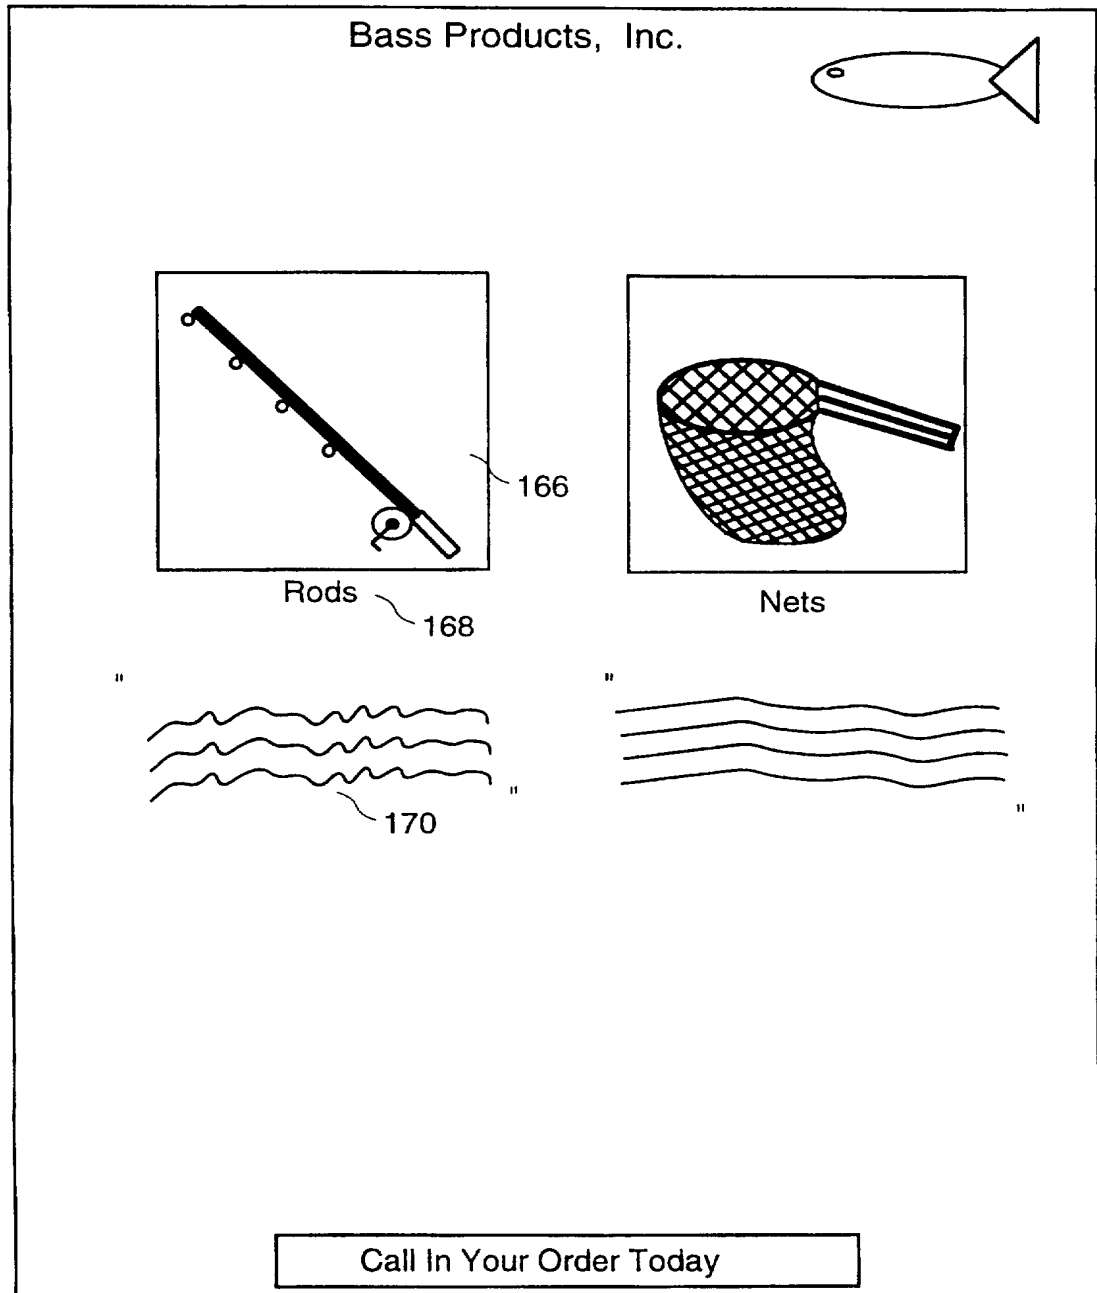 Bass Products, Inc.
166
Rods
168
Nets
"
"
"
170
"
Call In Your Order Today